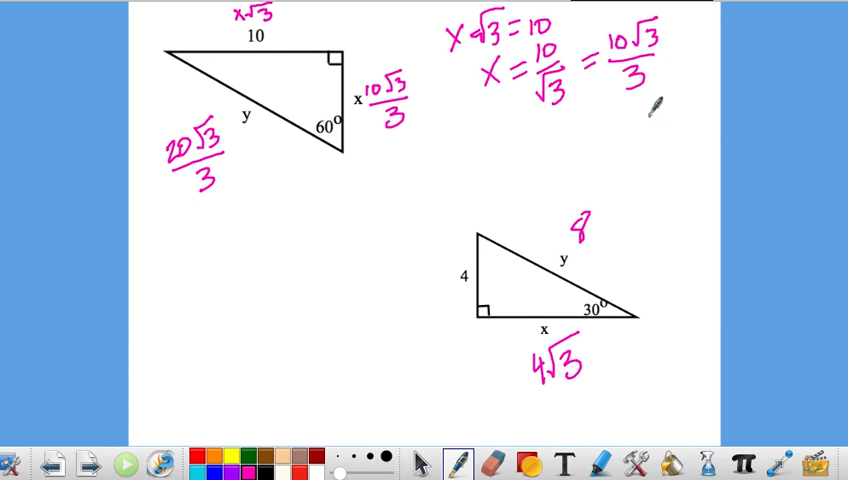 x√3
10
x√3 = 10
x = 10/√3 = 10√3/3
x 10√3/3
y
60°
20√3/3
8
y
4
30°
x
4√3
T
π